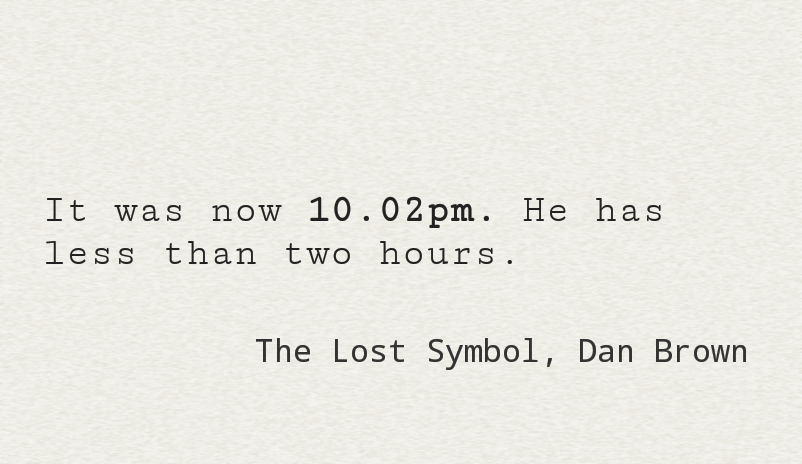 It was now 10.02pm. He has
less than two hours.
The Lost Symbol, Dan Brown